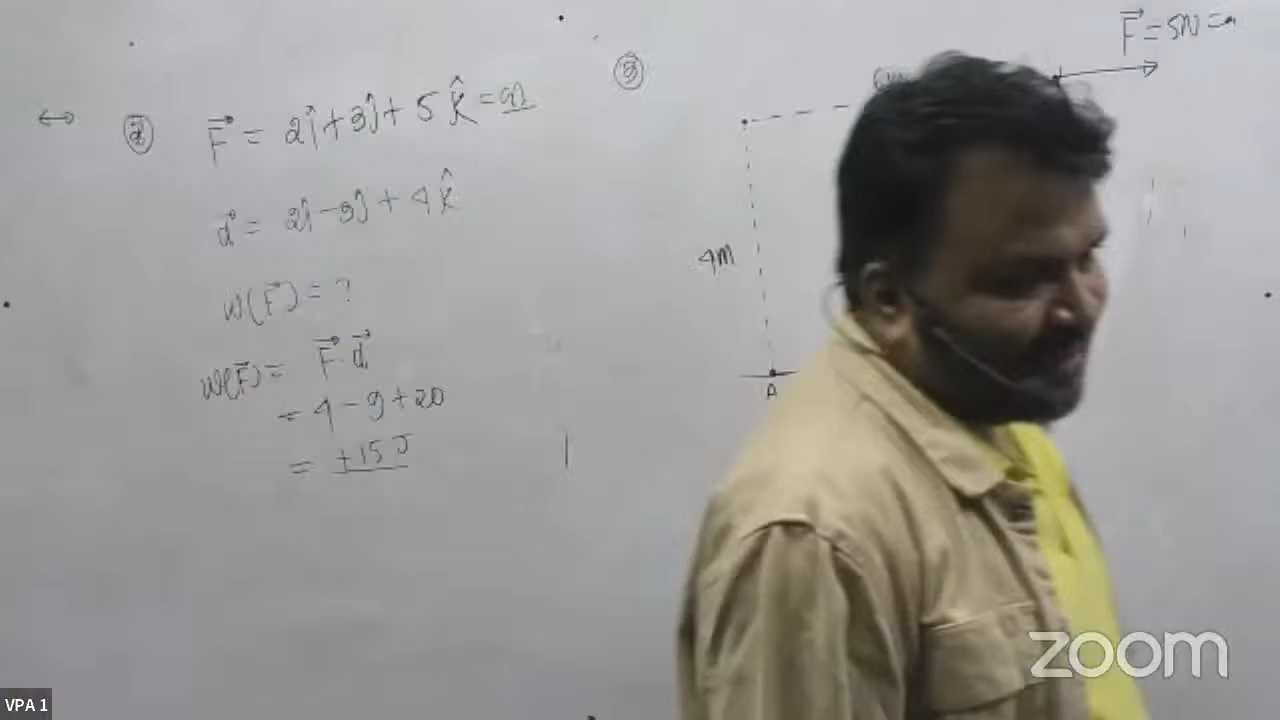 ↔ ② F⃗ = 2î+3ĵ+ 5k̂ =
d⃗ = 2î-3ĵ + 4k̂
W(F⃗) = ?
W(F⃗) = F⃗.d⃗
= 4 - 9 + 20
= +15 J
③
F⃗ = 5N =
4m
A
zoom
VPA 1